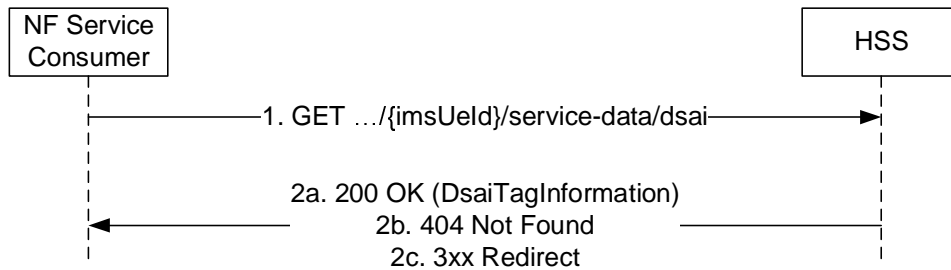 NF Service
Consumer
HSS
1. GET …/{imsUeId}/service-data/dsai
2a. 200 OK (DsaiTagInformation)
2b. 404 Not Found
2c. 3xx Redirect